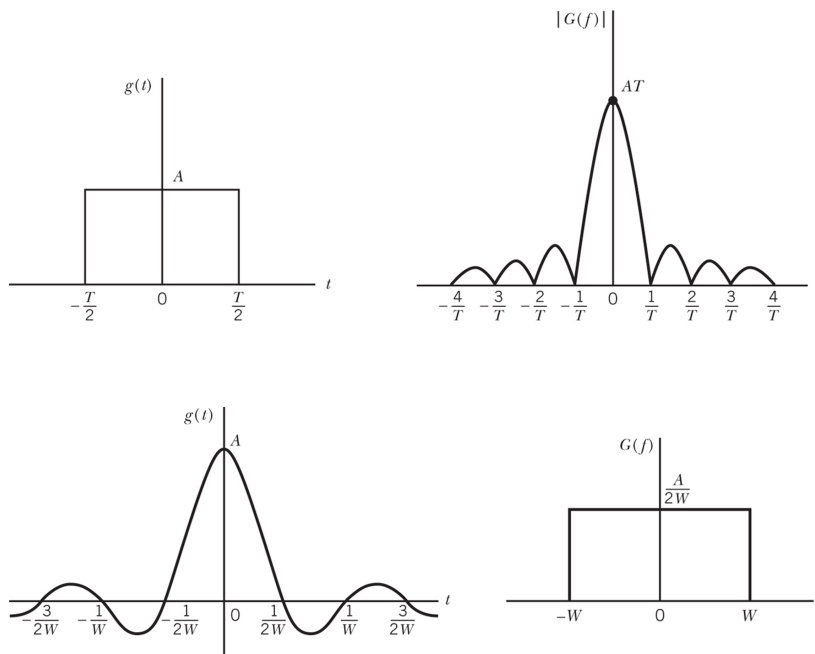 g(t)
A
-T/2 0 T/2 t
|G(f)|
AT
-4/T -3/T -2/T -1/T 0 1/T 2/T 3/T 4/T
g(t)
A
-3/2W -1/W -1/2W 0 1/2W 1/W 3/2W t
G(f)
A/2W
-W 0 W